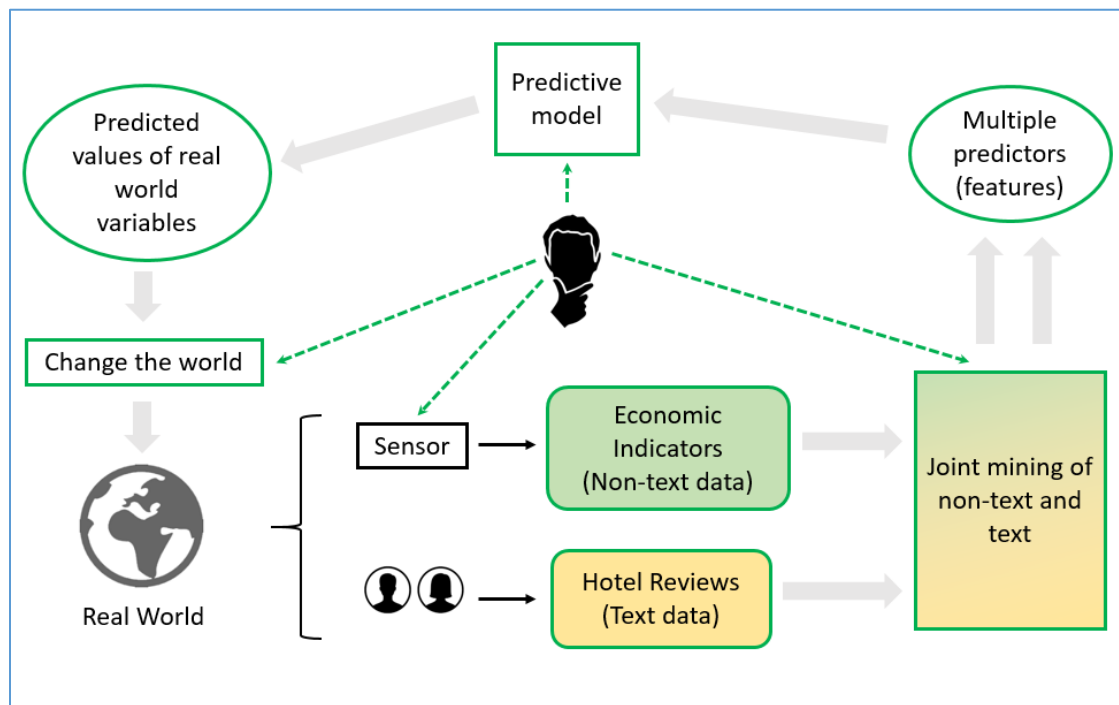 Predictive
model
Predicted
values of real
world
variables
Multiple
predictors
(features)
Change the world
Sensor
Economic
Indicators
(Non-text data)
Joint mining of
non-text and
text
Hotel Reviews
(Text data)
Real World